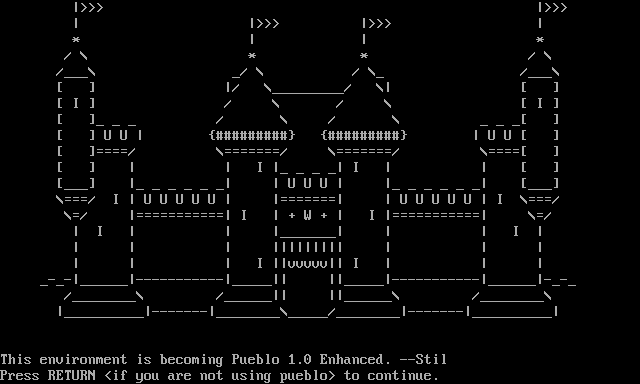 This environment is becoming Pueblo 1.0 Enhanced. --Stil
Press RETURN <if you are not using pueblo> to continue.